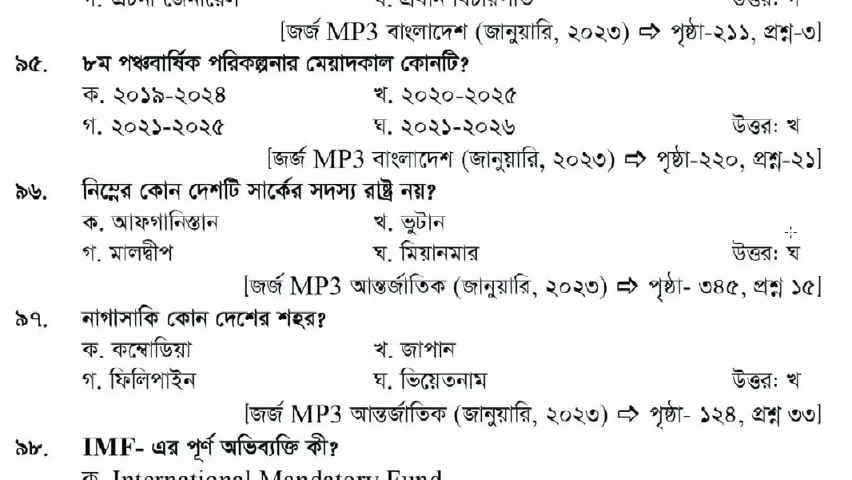 [জর্জ MP3 বাংলাদেশ (জানুয়ারি, ২০২৩) ⇨ পৃষ্ঠা-২১১, প্রশ্ন-৩]
৯৫. ৮ম পঞ্চবার্ষিক পরিকল্পনার মেয়াদকাল কোনটি?
ক. ২০১৯-২০২৪ খ. ২০২০-২০২৫
গ. ২০২১-২০২৫ ঘ. ২০২১-২০২৬ উত্তর: খ
[জর্জ MP3 বাংলাদেশ (জানুয়ারি, ২০২৩) ⇨ পৃষ্ঠা-২২০, প্রশ্ন-২১]
৯৬. নিম্নের কোন দেশটি সার্কের সদস্য রাষ্ট্র নয়?
ক. আফগানিস্তান খ. ভুটান
গ. মালদ্বীপ ঘ. মিয়ানমার উত্তর: ঘ
[জর্জ MP3 আন্তর্জাতিক (জানুয়ারি, ২০২৩) ⇨ পৃষ্ঠা- ৩৪৫, প্রশ্ন ১৫]
৯৭. নাগাসাকি কোন দেশের শহর?
ক. কম্বোডিয়া খ. জাপান
গ. ফিলিপাইন ঘ. ভিয়েতনাম উত্তর: খ
[জর্জ MP3 আন্তর্জাতিক (জানুয়ারি, ২০২৩) ⇨ পৃষ্ঠা- ১২৪, প্রশ্ন ৩৩]
৯৮. IMF- এর পূর্ণ অভিব্যক্তি কী?
ক. International Mandatory Fund